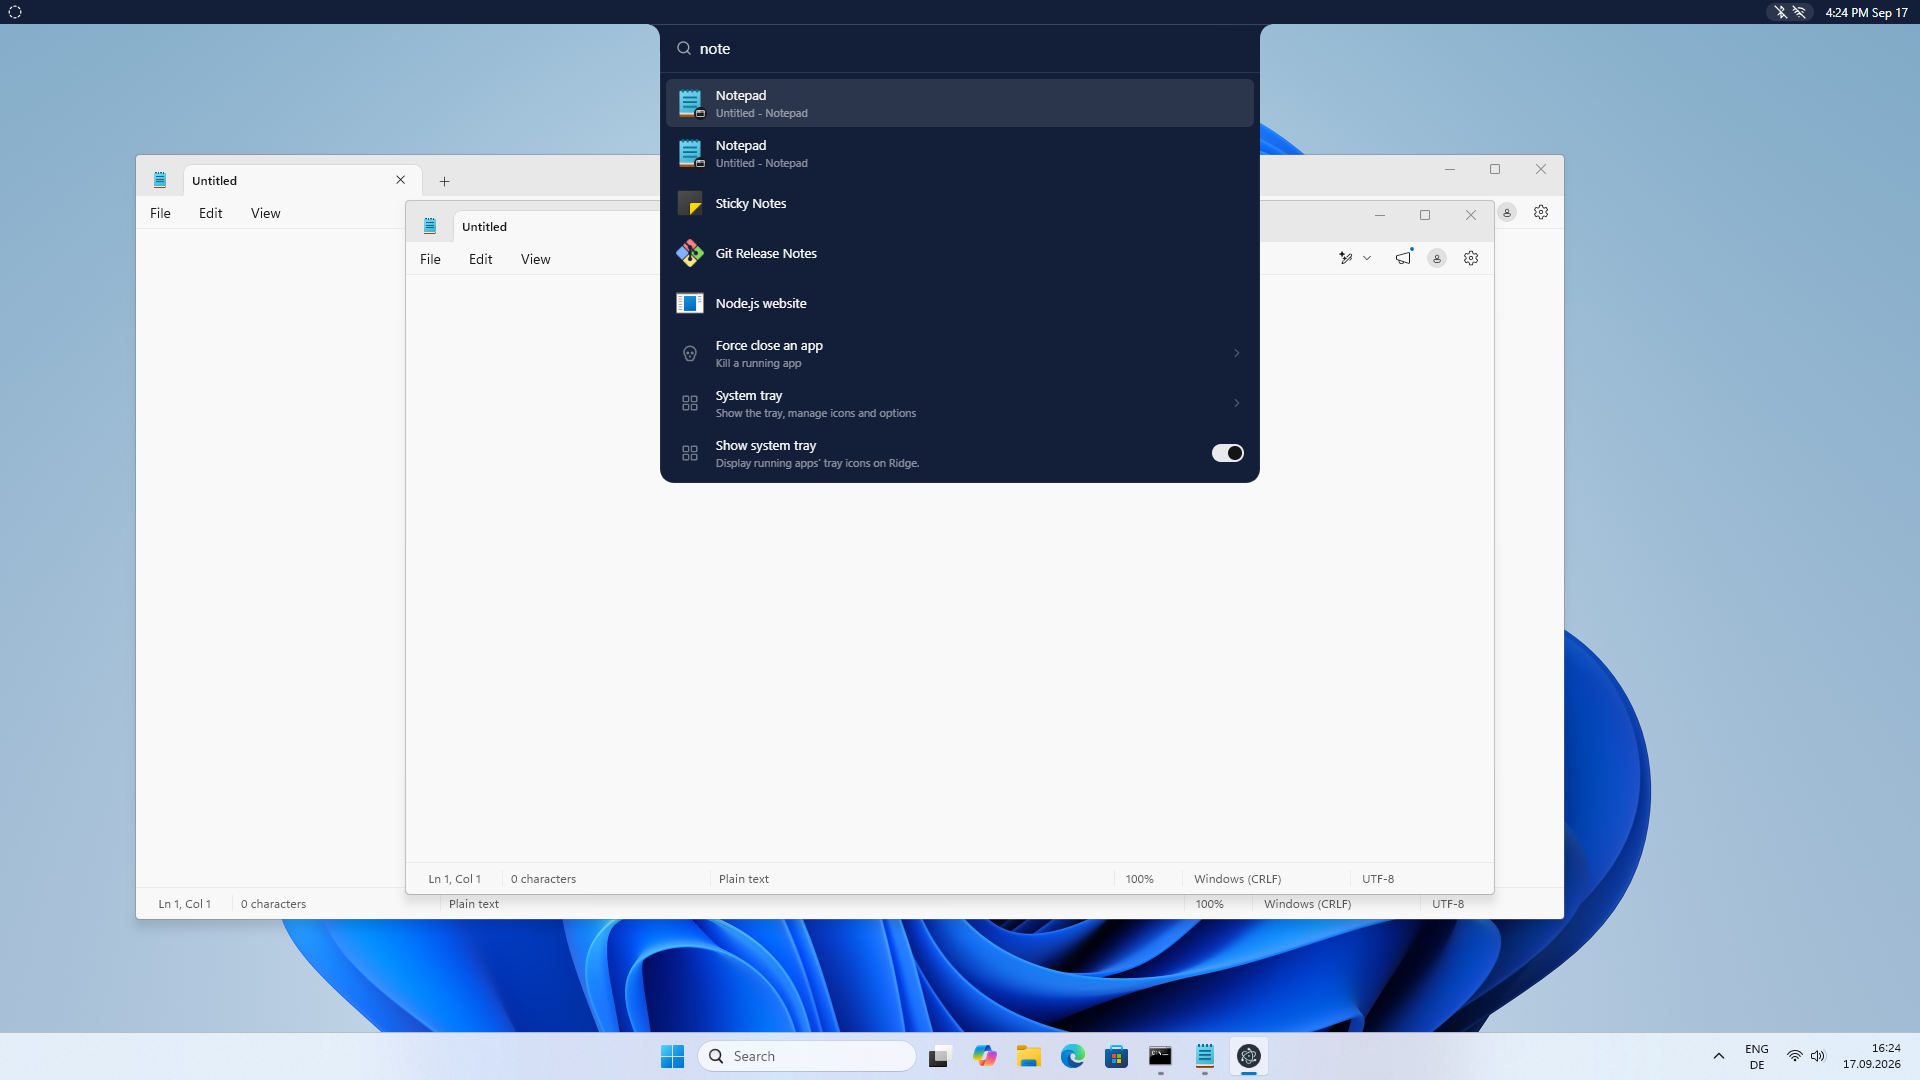 4:24 PM Sep 17
note
Notepad
Untitled - Notepad
Notepad
Untitled - Notepad
Sticky Notes
Git Release Notes
Node.js website
Force close an app
Kill a running app
System tray
Show the tray, manage icons and options
Show system tray
Display running apps' tray icons on Ridge.
Untitled
File Edit View
Untitled
File Edit View
Ln 1, Col 1 0 characters Plain text 100% Windows (CRLF) UTF-8
Ln 1, Col 1 0 characters Plain text 100% Windows (CRLF) UTF-8
Search
ENG
DE
16:24
17.09.2026